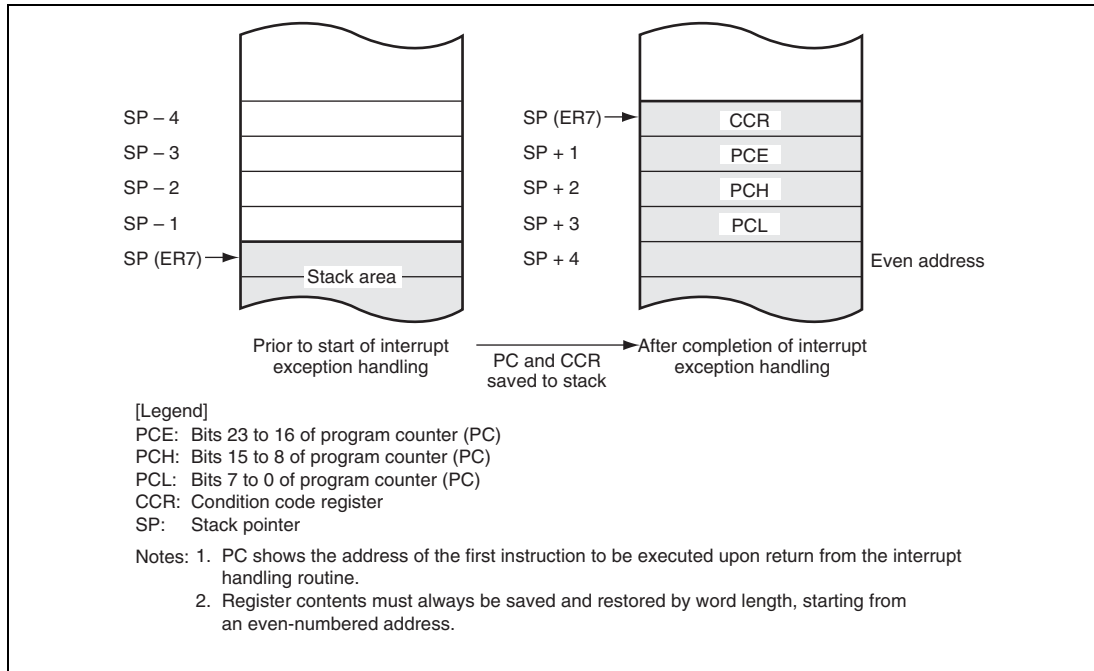 SP – 4
SP – 3
SP – 2
SP – 1
SP (ER7)
Stack area
SP (ER7)
SP + 1
SP + 2
SP + 3
SP + 4
CCR
PCE
PCH
PCL
Even address
Prior to start of interrupt
exception handling
PC and CCR
saved to stack
After completion of interrupt
exception handling
[Legend]
PCE: Bits 23 to 16 of program counter (PC)
PCH: Bits 15 to 8 of program counter (PC)
PCL: Bits 7 to 0 of program counter (PC)
CCR: Condition code register
SP: Stack pointer
Notes: 1. PC shows the address of the first instruction to be executed upon return from the interrupt
handling routine.
2. Register contents must always be saved and restored by word length, starting from
an even-numbered address.